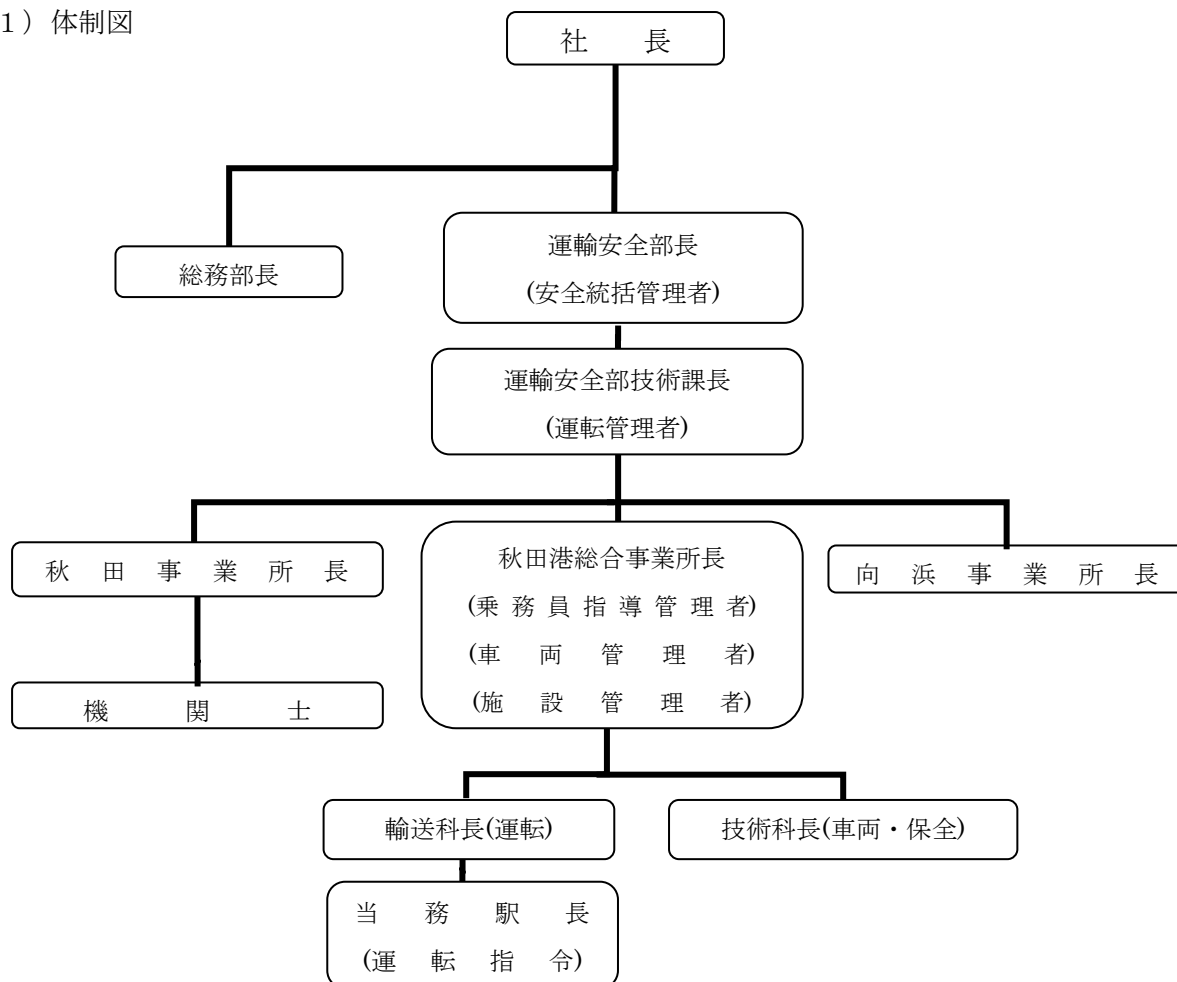 1）体制図
社　　長
総務部長
運輸安全部長
(安全統括管理者)
運輸安全部技術課長
(運転管理者)
秋田事業所長
秋田港総合事業所長
(乗務員指導管理者)
(車両管理者)
(施設管理者)
向浜事業所長
機関士
輸送科長(運転)
技術科長(車両・保全)
当務駅長
(運転指令)